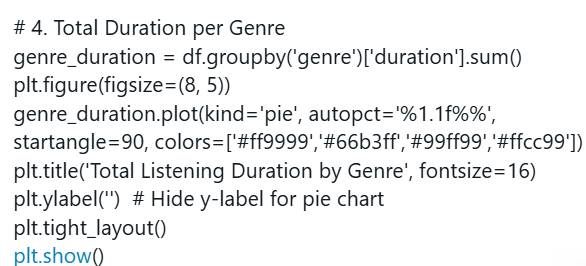 # 4. Total Duration per Genre
genre_duration = df.groupby('genre')['duration'].sum()
plt.figure(figsize=(8, 5))
genre_duration.plot(kind='pie', autopct='%1.1f%%',
startangle=90, colors=['#ff9999','#66b3ff','#99ff99','#ffcc99'])
plt.title('Total Listening Duration by Genre', fontsize=16)
plt.ylabel('')  # Hide y-label for pie chart
plt.tight_layout()
plt.show()